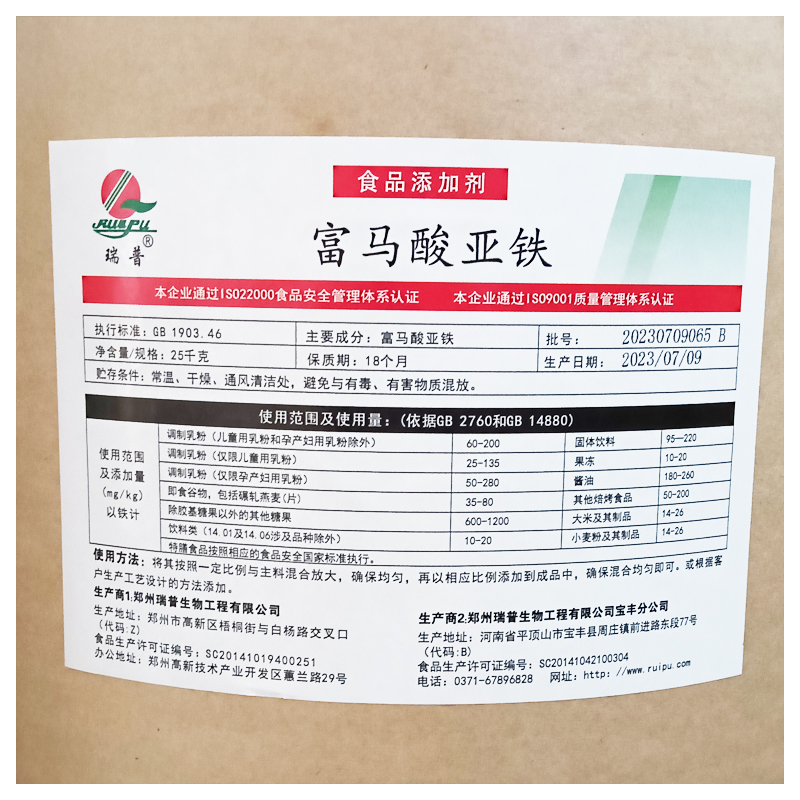 食品添加剂
RUIPU
®
瑞普
富马酸亚铁
本企业通过ISO22000食品安全管理体系认证 本企业通过ISO9001质量管理体系认证
执行标准：GB 1903.46 主要成分：富马酸亚铁 批号： 20230709065 B
净含量/规格：25千克 保质期：18个月 生产日期： 2023/07/09
贮存条件：常温、干燥、通风清洁处，避免与有毒、有害物质混放。
使用范围及使用量：(依据GB 2760和GB 14880)
使用范围
及添加量
(mg/kg)
以铁计
调制乳粉（儿童用乳粉和孕产妇用乳粉除外） 60-200 固体饮料 95—220
调制乳粉（仅限儿童用乳粉） 25-135 果冻 10-20
调制乳粉（仅限孕产妇用乳粉） 50-280 酱油 180-260
即食谷物，包括碾轧燕麦(片） 35-80 其他焙烤食品 50-200
除胶基糖果以外的其他糖果 600-1200 大米及其制品 14-26
饮料类（14.01及14.06涉及品种除外） 10-20 小麦粉及其制品 14-26
特膳食品按照相应的食品安全国家标准执行。
使用方法：将其按照一定比例与主料混合放大，确保均匀，再以相应比例添加到成品中，确保混合均匀即可。或根据客
户生产工艺设计的方法添加。
生产商1:郑州瑞普生物工程有限公司
生产地址：郑州市高新区梧桐街与白杨路交叉口
（代码:Z）
食品生产许可证编号：SC20141019400251
办公地址：郑州高新技术产业开发区蕙兰路29号
生产商2:郑州瑞普生物工程有限公司宝丰分公司
生产地址：河南省平顶山市宝丰县周庄镇前进路东段77号
（代码:B）
食品生产许可证编号：SC20141042100304
电话：0371-67896828 网址：http：//www.ruipu.com